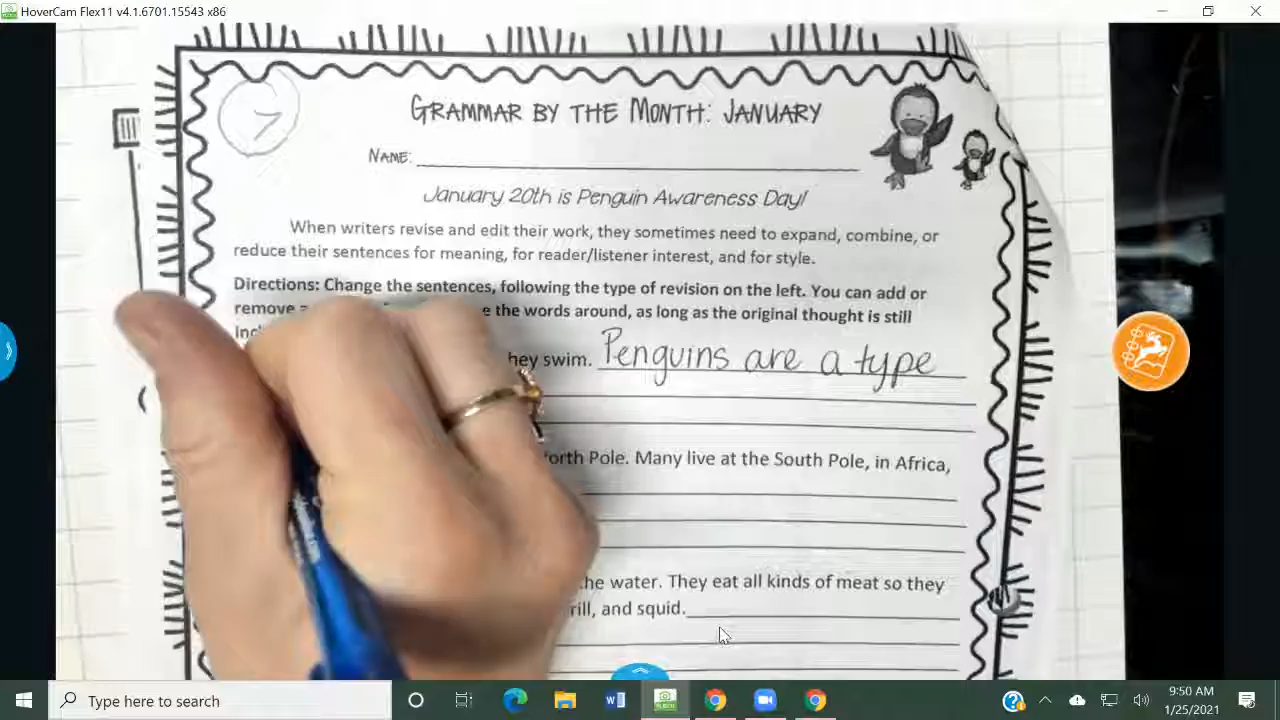 HoverCam Flex11 v4.1.6701.15543 x86
7
GRAMMAR BY THE MONTH: JANUARY
NAME:
January 20th is Penguin Awareness Day!
When writers revise and edit their work, they sometimes need to expand, combine, or
reduce their sentences for meaning, for reader/listener interest, and for style.
Directions: Change the sentences, following the type of revision on the left. You can add or
remove the words around, as long as the original thought is still
they swim. Penguins are a type
North Pole. Many live at the South Pole, in Africa,
the water. They eat all kinds of meat so they
krill, and squid.
Type here to search
9:50 AM
1/25/2021